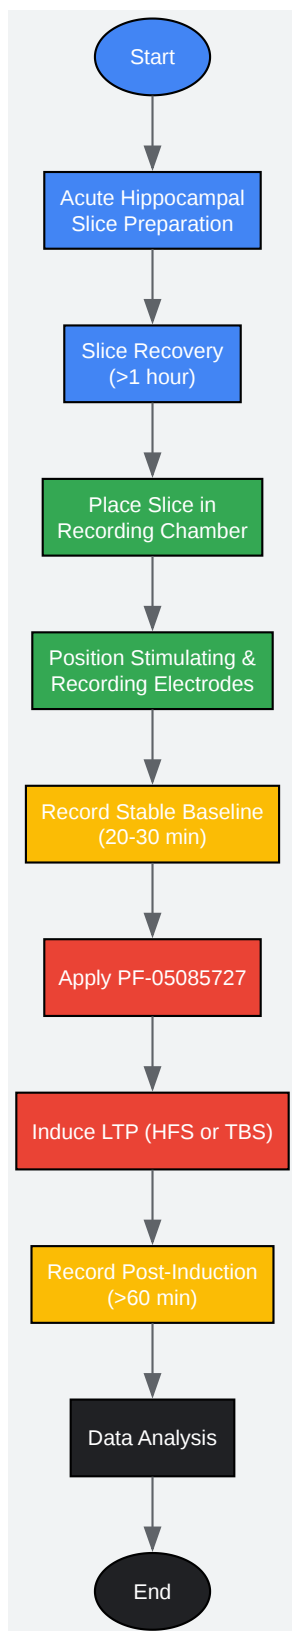 Start
Acute Hippocampal
Slice Preparation
Slice Recovery
(>1 hour)
Place Slice in
Recording Chamber
Position Stimulating &
Recording Electrodes
Record Stable Baseline
(20-30 min)
Apply PF-05085727
Induce LTP (HFS or TBS)
Record Post-Induction
(>60 min)
Data Analysis
End